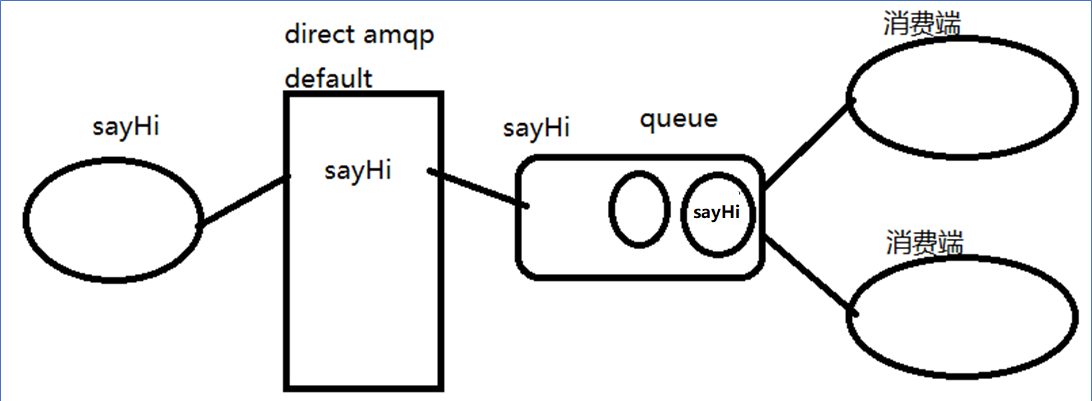 sayHi
direct amqp
default
sayHi
sayHi
queue
sayHi
消费端
消费端